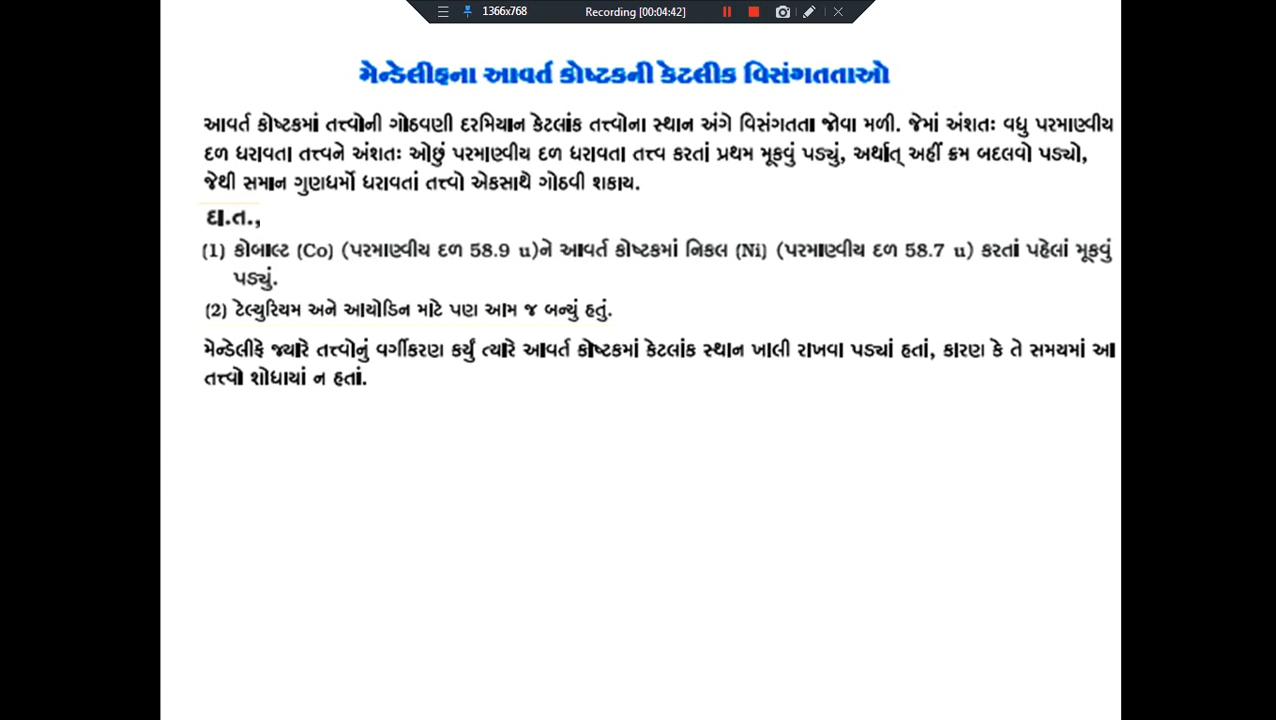 1366x768
Recording [00:04:42]
મેન્ડેલીફના આવર્ત કોષ્ટકની કેટલીક વિસંગતતાઓ
આવર્ત કોષ્ટકમાં તત્ત્વોની ગોઠવણી દરમિયાન કેટલાંક તત્ત્વોના સ્થાન અંગે વિસંગતતા જોવા મળી. જેમાં અંશતઃ વધુ પરમાણ્વીય
દળ ધરાવતા તત્ત્વને અંશતઃ ઓછું પરમાણ્વીય દળ ધરાવતા તત્ત્વ કરતાં પ્રથમ મૂકવું પડ્યું, અર્થાત્ અહીં ક્રમ બદલવો પડ્યો,
જેથી સમાન ગુણધર્મો ધરાવતાં તત્ત્વો એકસાથે ગોઠવી શકાય.
દા.ત.,
(1) કોબાલ્ટ (Co) (પરમાણ્વીય દળ 58.9 u)ને આવર્ત કોષ્ટકમાં નિકલ (Ni) (પરમાણ્વીય દળ 58.7 u) કરતાં પહેલાં મૂકવું
પડ્યું.
(2) ટેલ્યુરિયમ અને આયોડિન માટે પણ આમ જ બન્યું હતું.
મેન્ડેલીફે જ્યારે તત્ત્વોનું વર્ગીકરણ કર્યું ત્યારે આવર્ત કોષ્ટકમાં કેટલાંક સ્થાન ખાલી રાખવા પડ્યાં હતાં, કારણ કે તે સમયમાં આ
તત્ત્વો શોધાયાં ન હતાં.